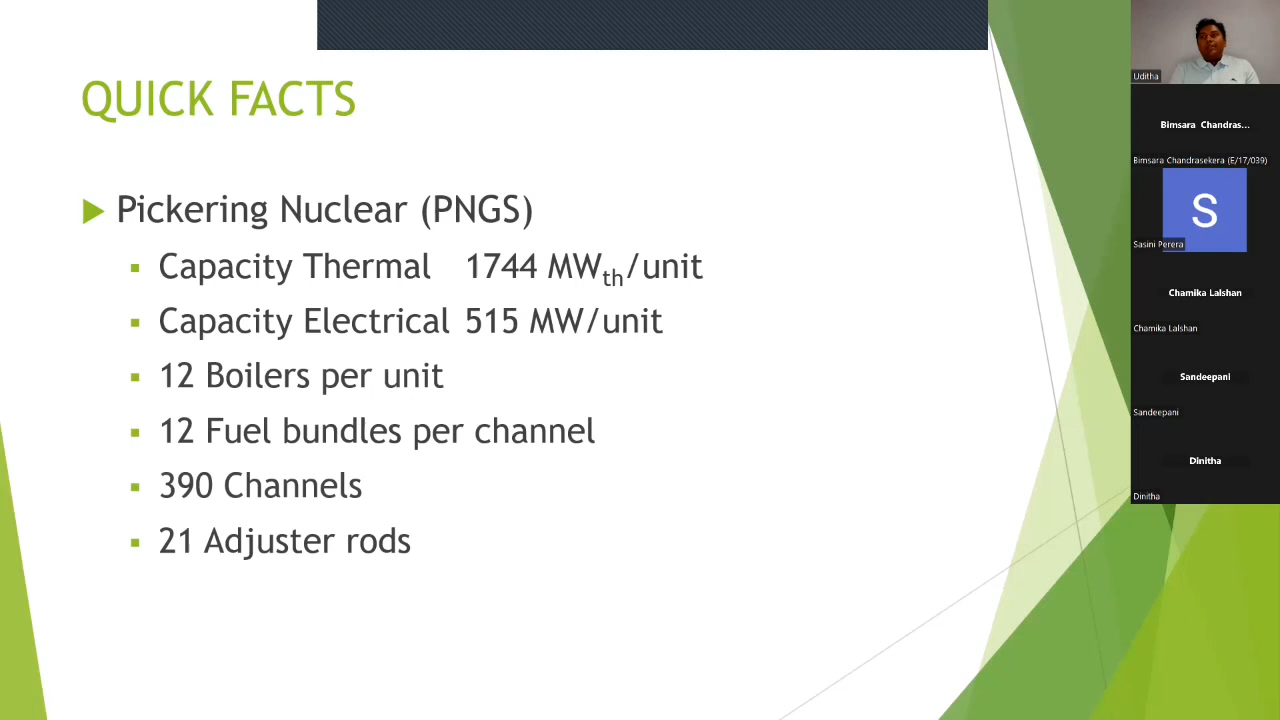 QUICK FACTS
Pickering Nuclear (PNGS)
Capacity Thermal 1744 MWth/unit
Capacity Electrical 515 MW/unit
12 Boilers per unit
12 Fuel bundles per channel
390 Channels
21 Adjuster rods
Uditha
Bimsara Chandras...
Bimsara Chandrasekera (E/17/039)
S
Sasini Perera
Chamika Lalshan
Chamika Lalshan
Sandeepani
Sandeepani
Dinitha
Dinitha